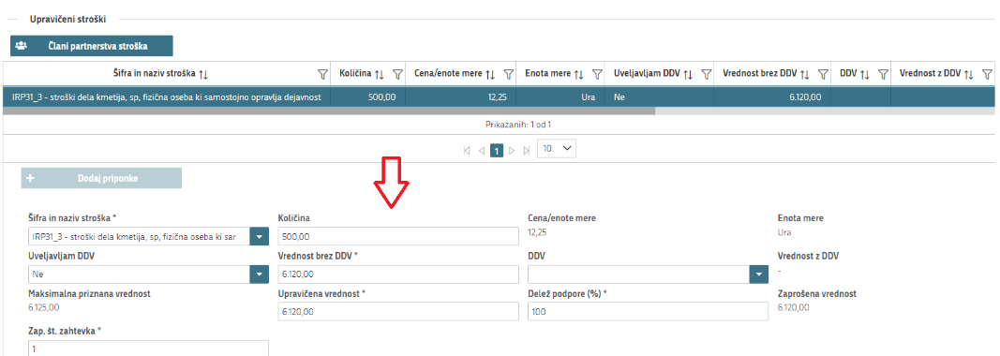 Upravičeni stroški
Člani partnerstva stroška
Šifra in naziv stroška Količina Cena/enote mere Enota mere Uveljavljam DDV Vrednost brez DDV DDV Vrednost z DDV
IRP31_3 - stroški dela kmetija, sp, fizična oseba ki samostojno opravlja dejavnost 500,00 12,25 Ura Ne 6.120,00
Prikazanih: 1 od 1
1 10
+ Dodaj priponke
Šifra in naziv stroška * Količina Cena/enote mere Enota mere
IRP31_3 - stroški dela kmetija, sp, fizična oseba ki sar 500,00 12,25 Ura
Uveljavljam DDV Vrednost brez DDV * DDV Vrednost z DDV
Ne 6.120,00 -
Maksimalna priznana vrednost Upravičena vrednost * Delež podpore (%) * Zaprošena vrednost
6.125,00 6.120,00 100 6.120,00
Zap. št. zahtevka *
1